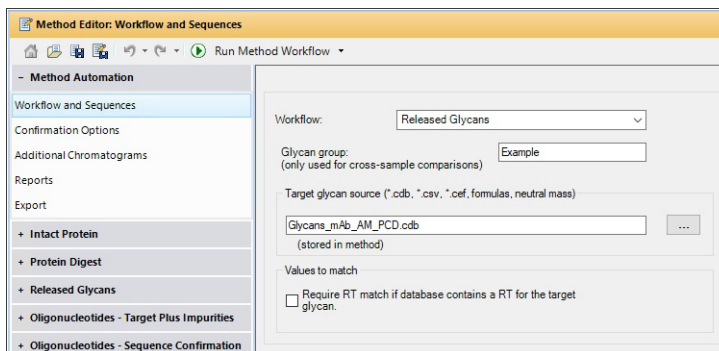 Method Editor: Workflow and Sequences
Run Method Workflow
− Method Automation
Workflow and Sequences
Confirmation Options
Additional Chromatograms
Reports
Export
+ Intact Protein
+ Protein Digest
+ Released Glycans
+ Oligonucleotides - Target Plus Impurities
+ Oligonucleotides - Sequence Confirmation
Workflow: Released Glycans
Glycan group: Example
(only used for cross-sample comparisons)
Target glycan source (*.cdb, *.csv, *.cef, formulas, neutral mass)
Glycans_mAb_AM_PCD.cdb ...
(stored in method)
Values to match
Require RT match if database contains a RT for the target
glycan.